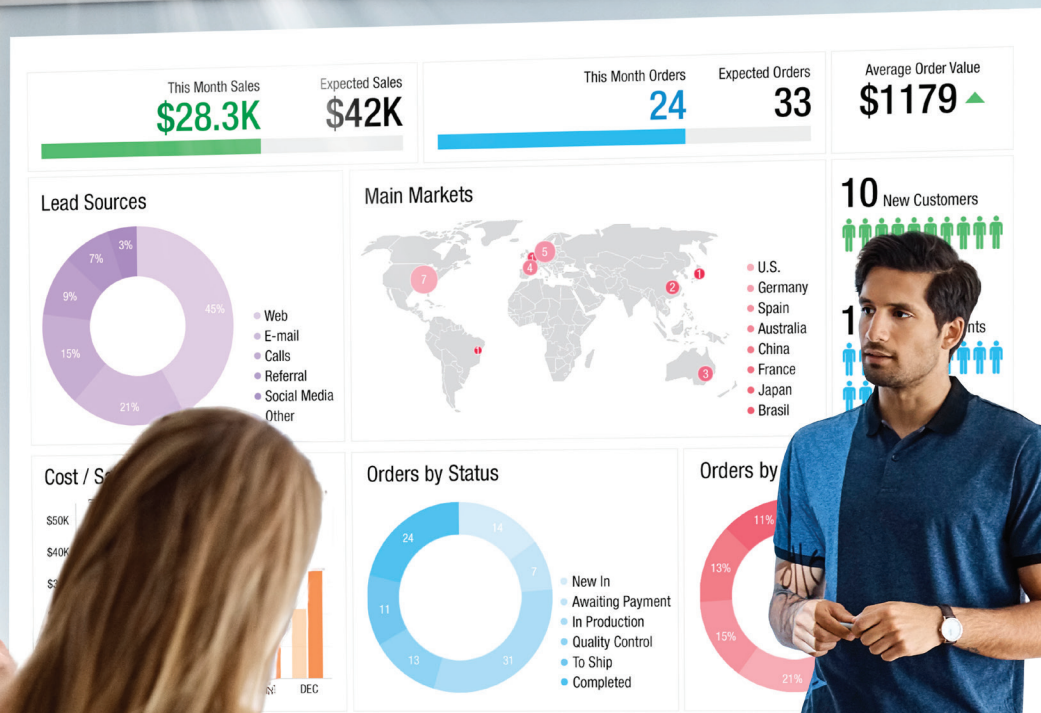 This Month Sales
$28.3K
Expected Sales
$42K
This Month Orders
24
Expected Orders
33
Average Order Value
$1179
Lead Sources
3%
7%
9%
15%
21%
45%
Web
E-mail
Calls
Referral
Social Media
Other
Main Markets
7
5
4
1
2
1
3
U.S.
Germany
Spain
Australia
China
France
Japan
Brasil
10 New Customers
1
nts
Cost / S
$50K
$40K
$3
DEC
Orders by Status
24
14
7
11
13
31
New In
Awaiting Payment
In Production
Quality Control
To Ship
Completed
Orders by
11%
13%
15%
21%